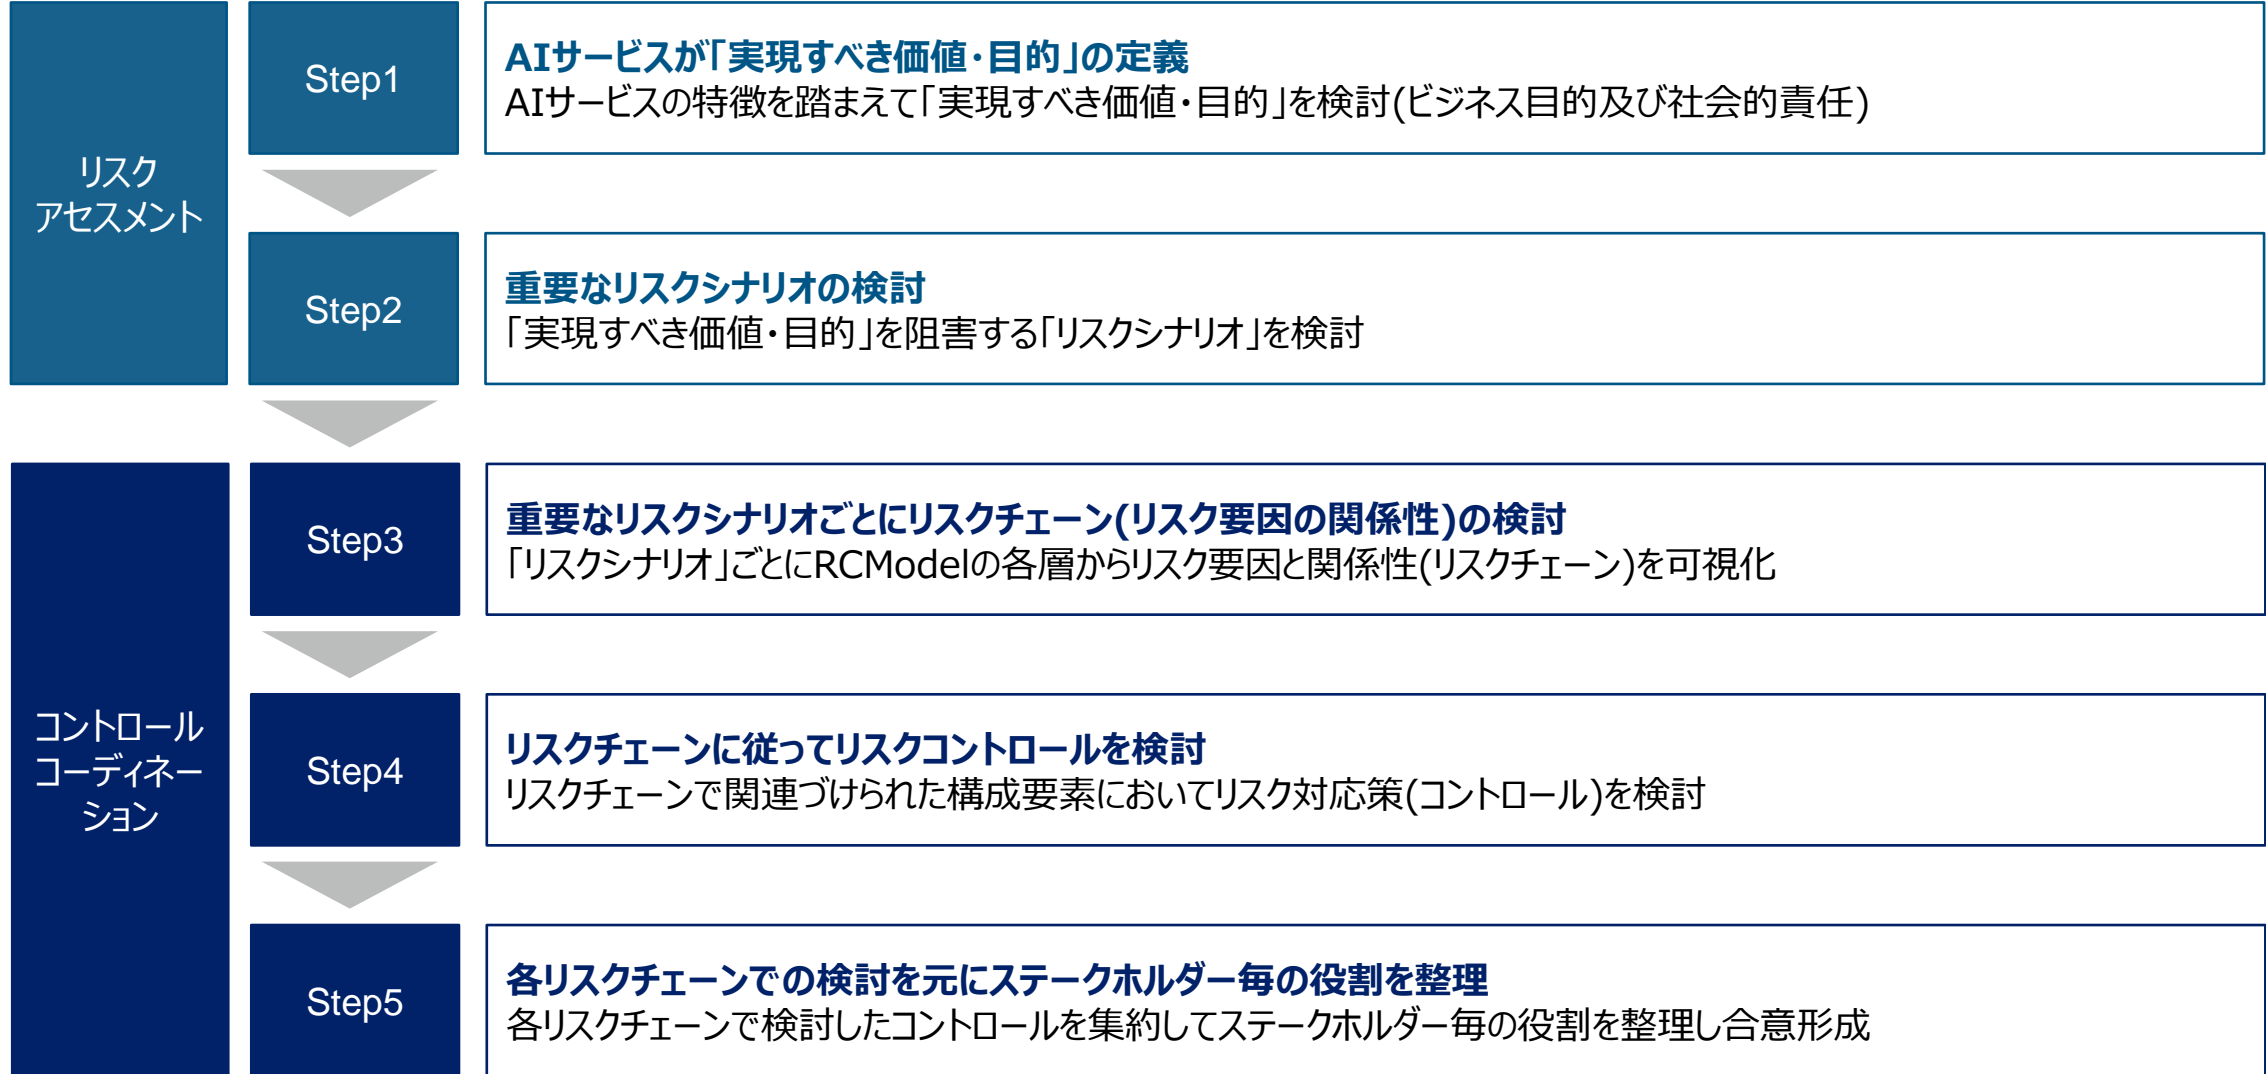 リスク
アセスメント
Step1
AIサービスが「実現すべき価値・目的」の定義
AIサービスの特徴を踏まえて「実現すべき価値・目的」を検討(ビジネス目的及び社会的責任)
Step2
重要なリスクシナリオの検討
「実現すべき価値・目的」を阻害する「リスクシナリオ」を検討
コントロール
コーディネー
ション
Step3
重要なリスクシナリオごとにリスクチェーン(リスク要因の関係性)の検討
「リスクシナリオ」ごとにRCModelの各層からリスク要因と関係性(リスクチェーン)を可視化
Step4
リスクチェーンに従ってリスクコントロールを検討
リスクチェーンで関連づけられた構成要素においてリスク対応策(コントロール)を検討
Step5
各リスクチェーンでの検討を元にステークホルダー毎の役割を整理
各リスクチェーンで検討したコントロールを集約してステークホルダー毎の役割を整理し合意形成